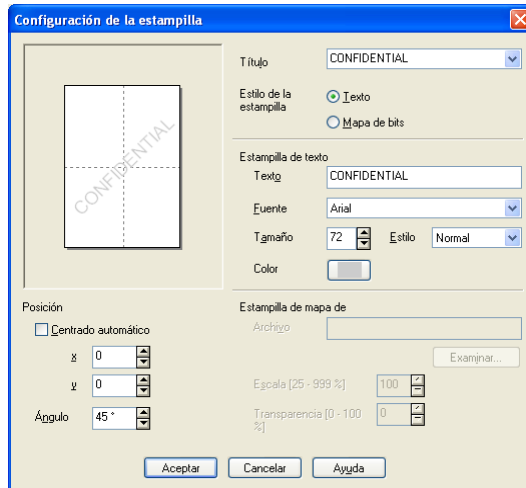 Configuración de la estampilla
CONFIDENTIAL
Título CONFIDENTIAL
Estilo de la estampilla
Texto
Mapa de bits
Estampilla de texto
Texto CONFIDENTIAL
Fuente Arial
Tamaño 72 Estilo Normal
Color
Posición
Centrado automático
x 0
y 0
Ángulo 45 °
Estampilla de mapa de
Archivo
Examinar...
Escala [25 - 999 %] 100
Transparencia [0 - 100
%] 0
Aceptar Cancelar Ayuda